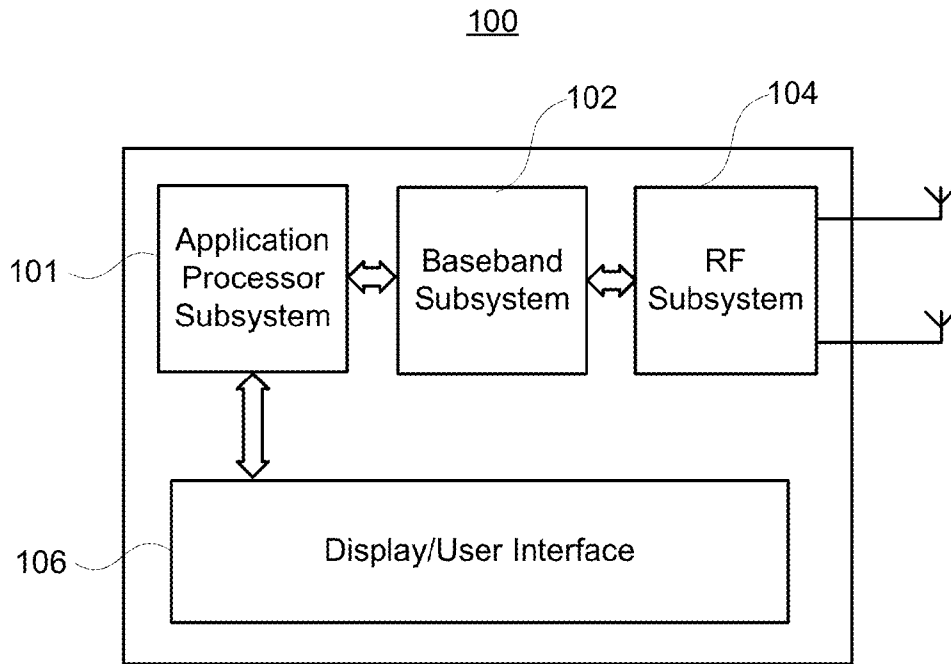 100
102
104
Application
Processor
Subsystem
Baseband
Subsystem
RF
Subsystem
101
Display/User Interface
106